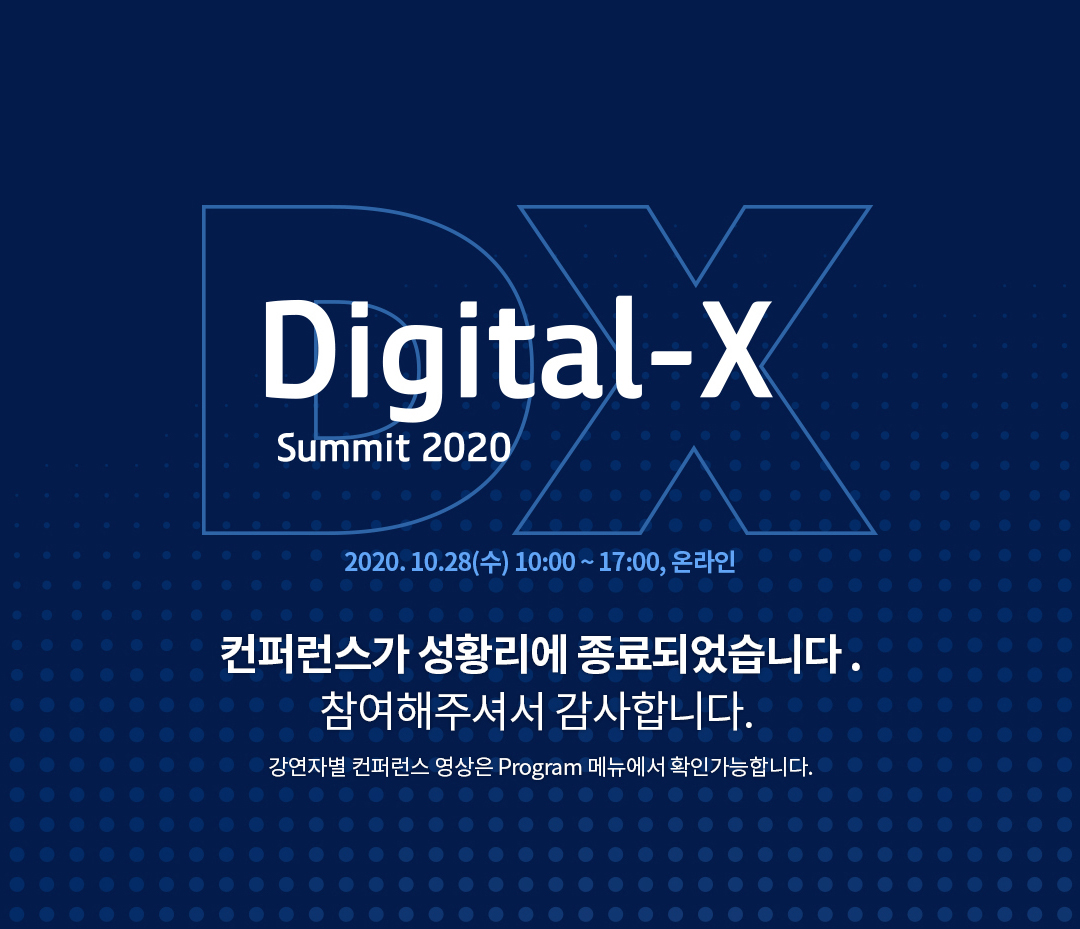 DX
Digital-X
Summit 2020
2020. 10.28(수) 10:00 ~ 17:00, 온라인
컨퍼런스가 성황리에 종료되었습니다 .
참여해주셔서 감사합니다.
강연자별 컨퍼런스 영상은 Program 메뉴에서 확인가능합니다.